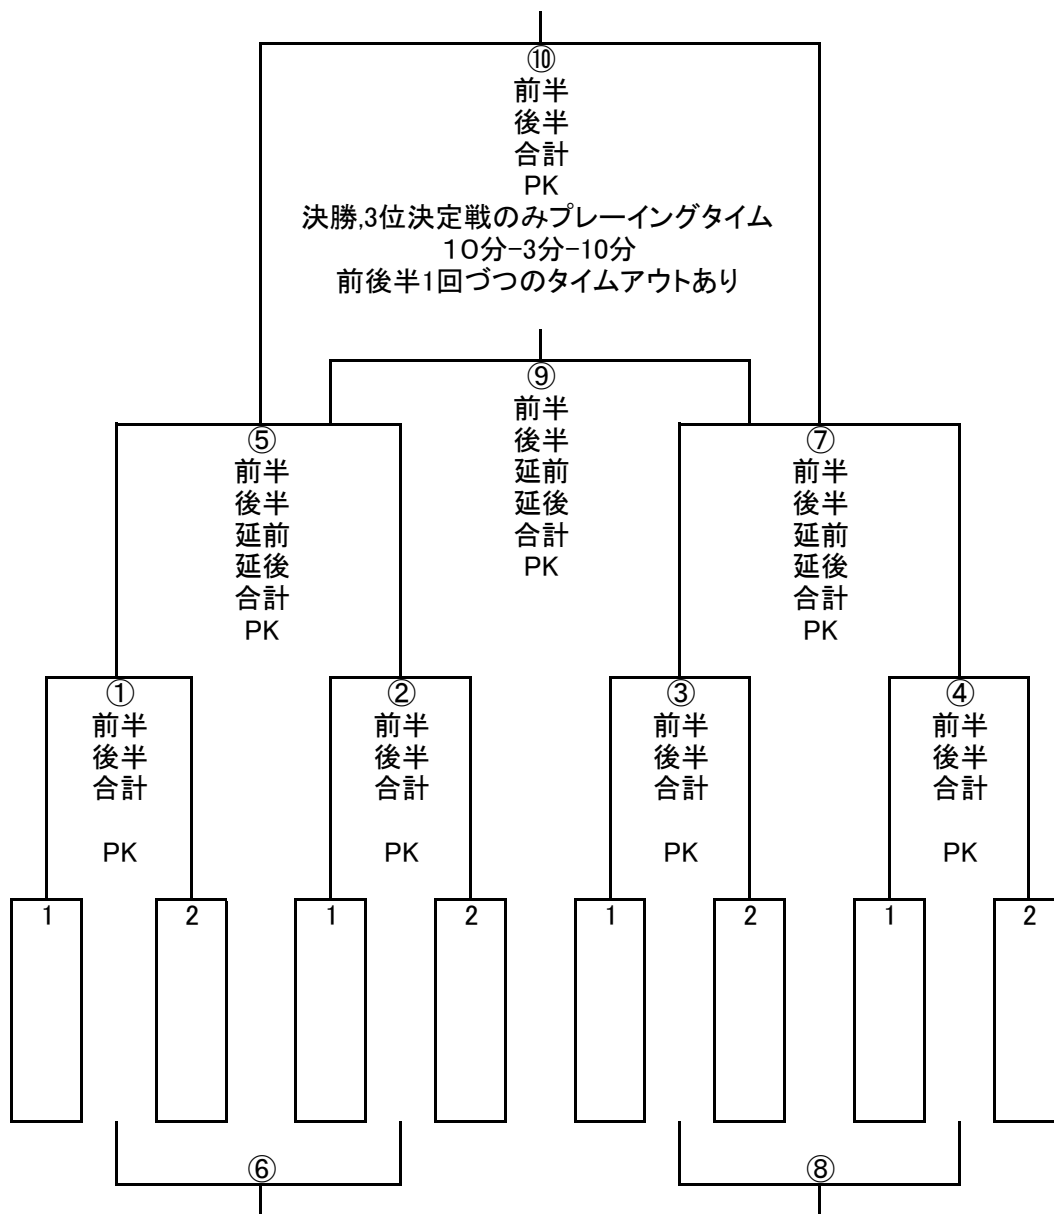 ⑩
前半
後半
合計
PK
決勝,3位決定戦のみプレーイングタイム
１０分−3分−10分
前後半1回づつのタイムアウトあり
⑨
前半
後半
延前
延後
合計
PK
⑤
前半
後半
延前
延後
合計
PK
⑦
前半
後半
延前
延後
合計
PK
①
前半
後半
合計
PK
②
前半
後半
合計
PK
③
前半
後半
合計
PK
④
前半
後半
合計
PK
1 2 1 2 1 2 1 2
⑥ ⑧